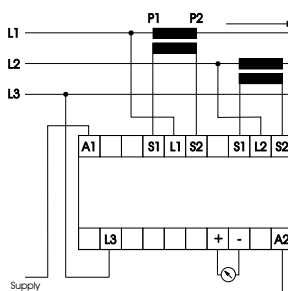 P1 P2
L1
L2
L3
A1 S1 L1 S2 S1 L2 S2
L3 + - A2
Supply